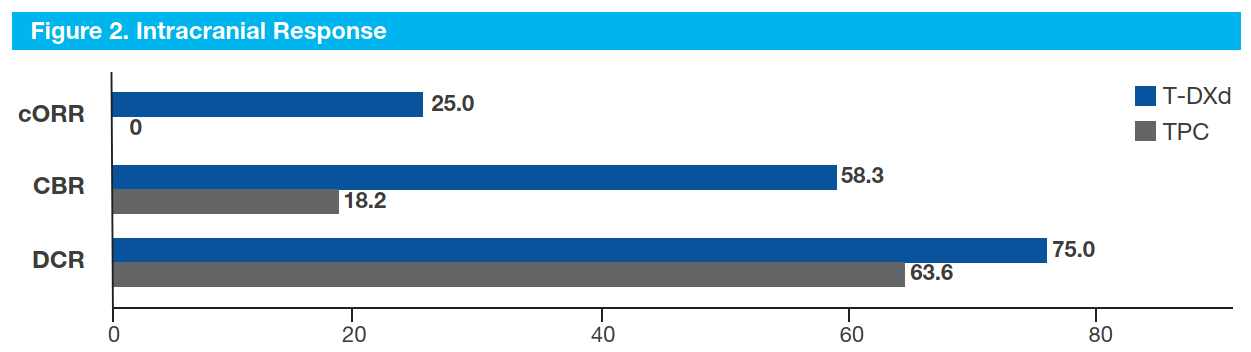 Figure 2. Intracranial Response
T-DXd
TPC
cORR
25.0
0
CBR
58.3
18.2
DCR
75.0
63.6
0 20 40 60 80